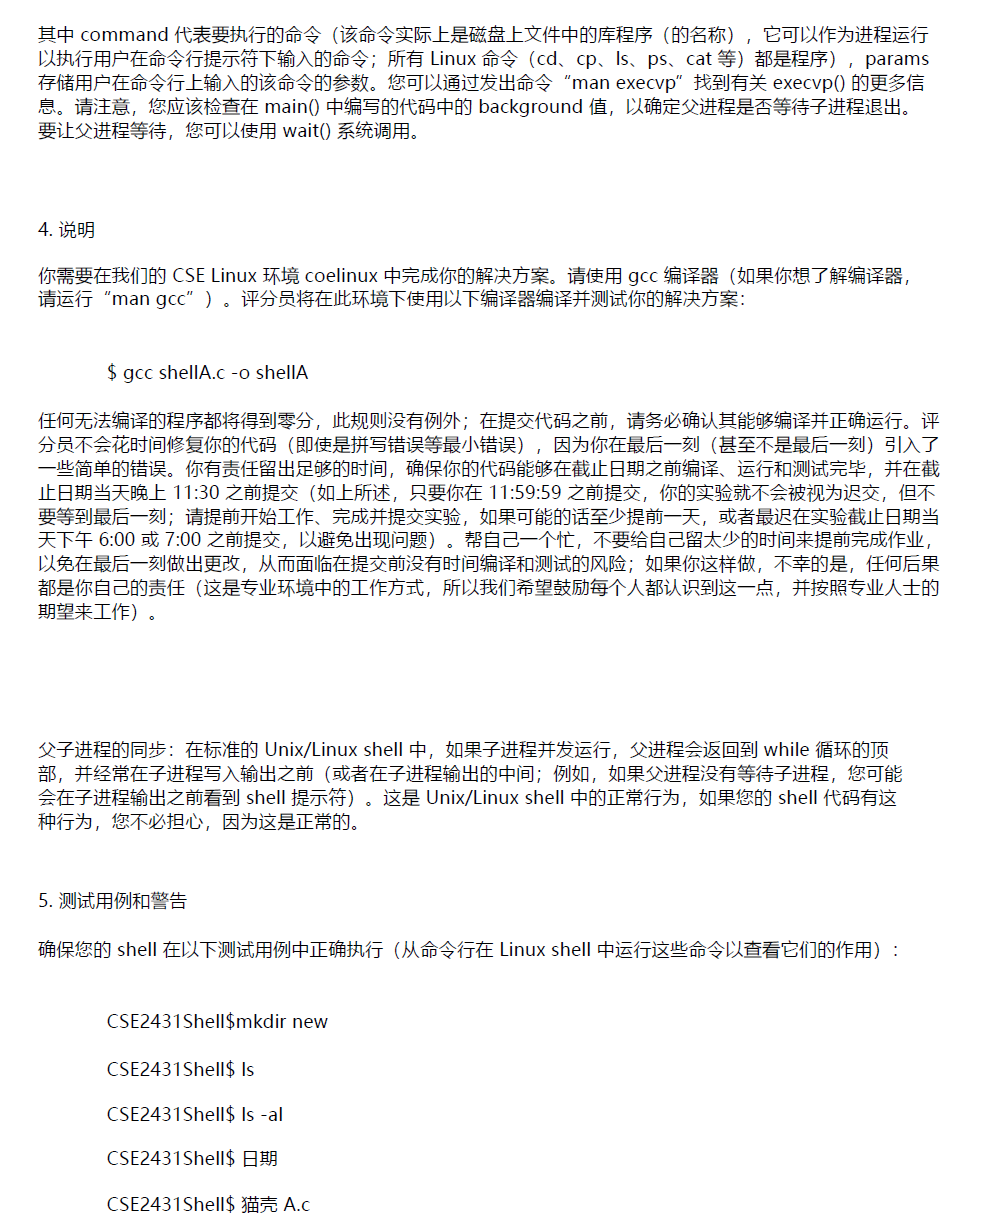 其中 command 代表要执行的命令（该命令实际上是磁盘上文件中的库程序（的名称），它可以作为进程运行
以执行用户在命令行提示符下输入的命令；所有 Linux 命令（cd、cp、ls、ps、cat 等）都是程序），params
存储用户在命令行上输入的该命令的参数。您可以通过发出命令“man execvp”找到有关 execvp() 的更多信
息。请注意，您应该检查在 main() 中编写的代码中的 background 值，以确定父进程是否等待子进程退出。
要让父进程等待，您可以使用 wait() 系统调用。
4. 说明
你需要在我们的 CSE Linux 环境 coelinux 中完成你的解决方案。请使用 gcc 编译器（如果你想了解编译器，
请运行“man gcc”）。评分员将在此环境下使用以下编译器编译并测试你的解决方案：
$ gcc shellA.c -o shellA
任何无法编译的程序都将得到零分，此规则没有例外；在提交代码之前，请务必确认其能够编译并正确运行。评
分员不会花时间修复你的代码（即使是拼写错误等最小错误），因为你在最后一刻（甚至不是最后一刻）引入了
一些简单的错误。你有责任留出足够的时间，确保你的代码能够在截止日期之前编译、运行和测试完毕，并在截
止日期当天晚上 11:30 之前提交（如上所述，只要你在 11:59:59 之前提交，你的实验就不会被视为迟交，但不
要等到最后一刻；请提前开始工作、完成并提交实验，如果可能的话至少提前一天，或者最迟在实验截止日期当
天下午 6:00 或 7:00 之前提交，以避免出现问题）。帮自己一个忙，不要给自己留太少的时间来提前完成作业，
以免在最后一刻做出更改，从而面临在提交前没有时间编译和测试的风险；如果你这样做，不幸的是，任何后果
都是你自己的责任（这是专业环境中的工作方式，所以我们希望鼓励每个人都认识到这一点，并按照专业人士的
期望来工作）。
父子进程的同步：在标准的 Unix/Linux shell 中，如果子进程并发运行，父进程会返回到 while 循环的顶
部，并经常在子进程写入输出之前（或者在子进程输出的中间；例如，如果父进程没有等待子进程，您可能
会在子进程输出之前看到 shell 提示符）。这是 Unix/Linux shell 中的正常行为，如果您的 shell 代码有这
种行为，您不必担心，因为这是正常的。
5. 测试用例和警告
确保您的 shell 在以下测试用例中正确执行（从命令行在 Linux shell 中运行这些命令以查看它们的作用）：
CSE2431Shell$mkdir new
CSE2431Shell$ ls
CSE2431Shell$ ls -al
CSE2431Shell$ 日期
CSE2431Shell$ 猫壳 A.c